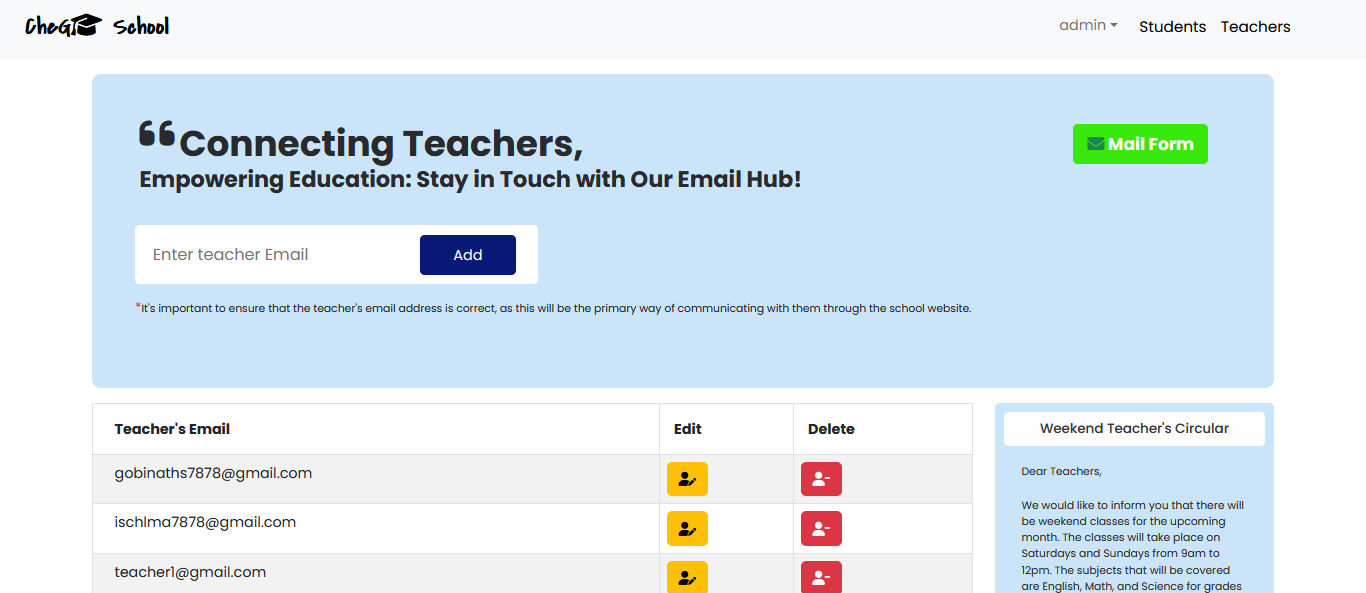 CheG School
admin
Students
Teachers
❝Connecting Teachers,
Empowering Education: Stay in Touch with Our Email Hub!
Mail Form
Enter teacher Email
Add
*It's important to ensure that the teacher's email address is correct, as this will be the primary way of communicating with them through the school website.
Teacher's Email
Edit
Delete
gobinaths7878@gmail.com
ischlma7878@gmail.com
teacher1@gmail.com
Weekend Teacher's Circular
Dear Teachers,
We would like to inform you that there will
be weekend classes for the upcoming
month. The classes will take place on
Saturdays and Sundays from 9am to
12pm. The subjects that will be covered
are English, Math, and Science for grades